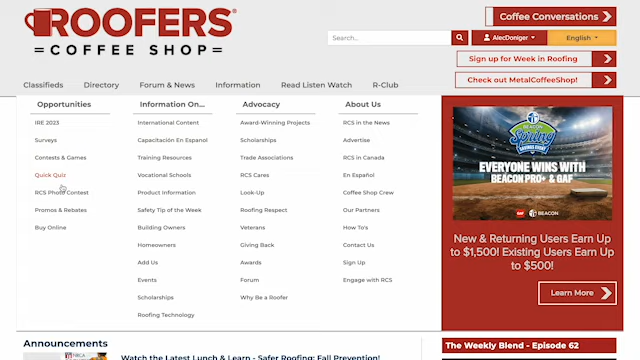 ROOFERS®
COFFEE SHOP
Coffee Conversations
Search...
AlecDoniger
English
Sign up for Week in Roofing
Check out MetalCoffeeShop!
Classifieds Directory Forum & News Information Read Listen Watch R-Club
Opportunities
IRE 2023
Surveys
Contests & Games
Quick Quiz
RCS Photo Contest
Promos & Rebates
Buy Online
Information On...
International Content
Capacitación En Espanol
Training Resources
Vocational Schools
Product Information
Safety Tip of the Week
Building Owners
Homeowners
Add Us
Events
Scholarships
Roofing Technology
Advocacy
Award-Winning Projects
Scholarships
Trade Associations
RCS Cares
Look-Up
Roofing Respect
Veterans
Giving Back
Awards
Forum
Why Be a Roofer
About Us
RCS in the News
Advertise
RCS in Canada
En Español
Coffee Shop Crew
Our Partners
How To's
Contact Us
Sign Up
Engage with RCS
BEACON
Spring
SAVINGS EVENT
EVERYONE WINS WITH
BEACON PRO+ & GAF
GAF BEACON
New & Returning Users Earn Up
to $1,500! Existing Users Earn Up
to $500!
Learn More
Announcements
Watch the Latest Lunch & Learn - Safer Roofing: Fall Prevention!
The Weekly Blend - Episode 62